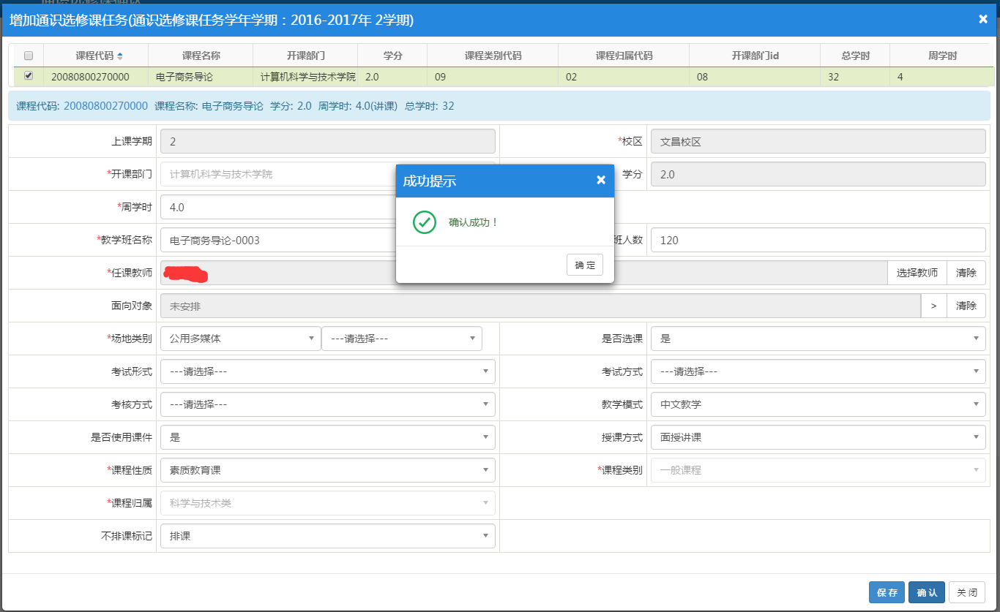 增加通识选修课任务(通识选修课任务学年学期：2016-2017年 2学期)
课程代码 课程名称 开课部门 学分 课程类别代码 课程归属代码 开课部门id 总学时 周学时
20080800270000 电子商务导论 计算机科学与技术学院 2.0 09 02 08 32 4
课程代码: 20080800270000 课程名称: 电子商务导论 学分: 2.0 周学时: 4.0(讲课) 总学时: 32
上课学期 2 *校区 文昌校区
*开课部门 计算机科学与技术学院 学分 2.0
*周学时 4.0
*教学班名称 电子商务导论-0003 班人数 120
*任课教师 选择教师 清除
面向对象 未安排 > 清除
*场地类别 公用多媒体 ---请选择--- 是否选课 是
考试形式 ---请选择--- 考试方式 ---请选择---
考核方式 ---请选择--- 教学模式 中文教学
是否使用课件 是 授课方式 面授讲课
*课程性质 素质教育课 *课程类别 一般课程
*课程归属 科学与技术类
不排课标记 排课
成功提示
确认成功！
确 定
保 存 确 认 关 闭